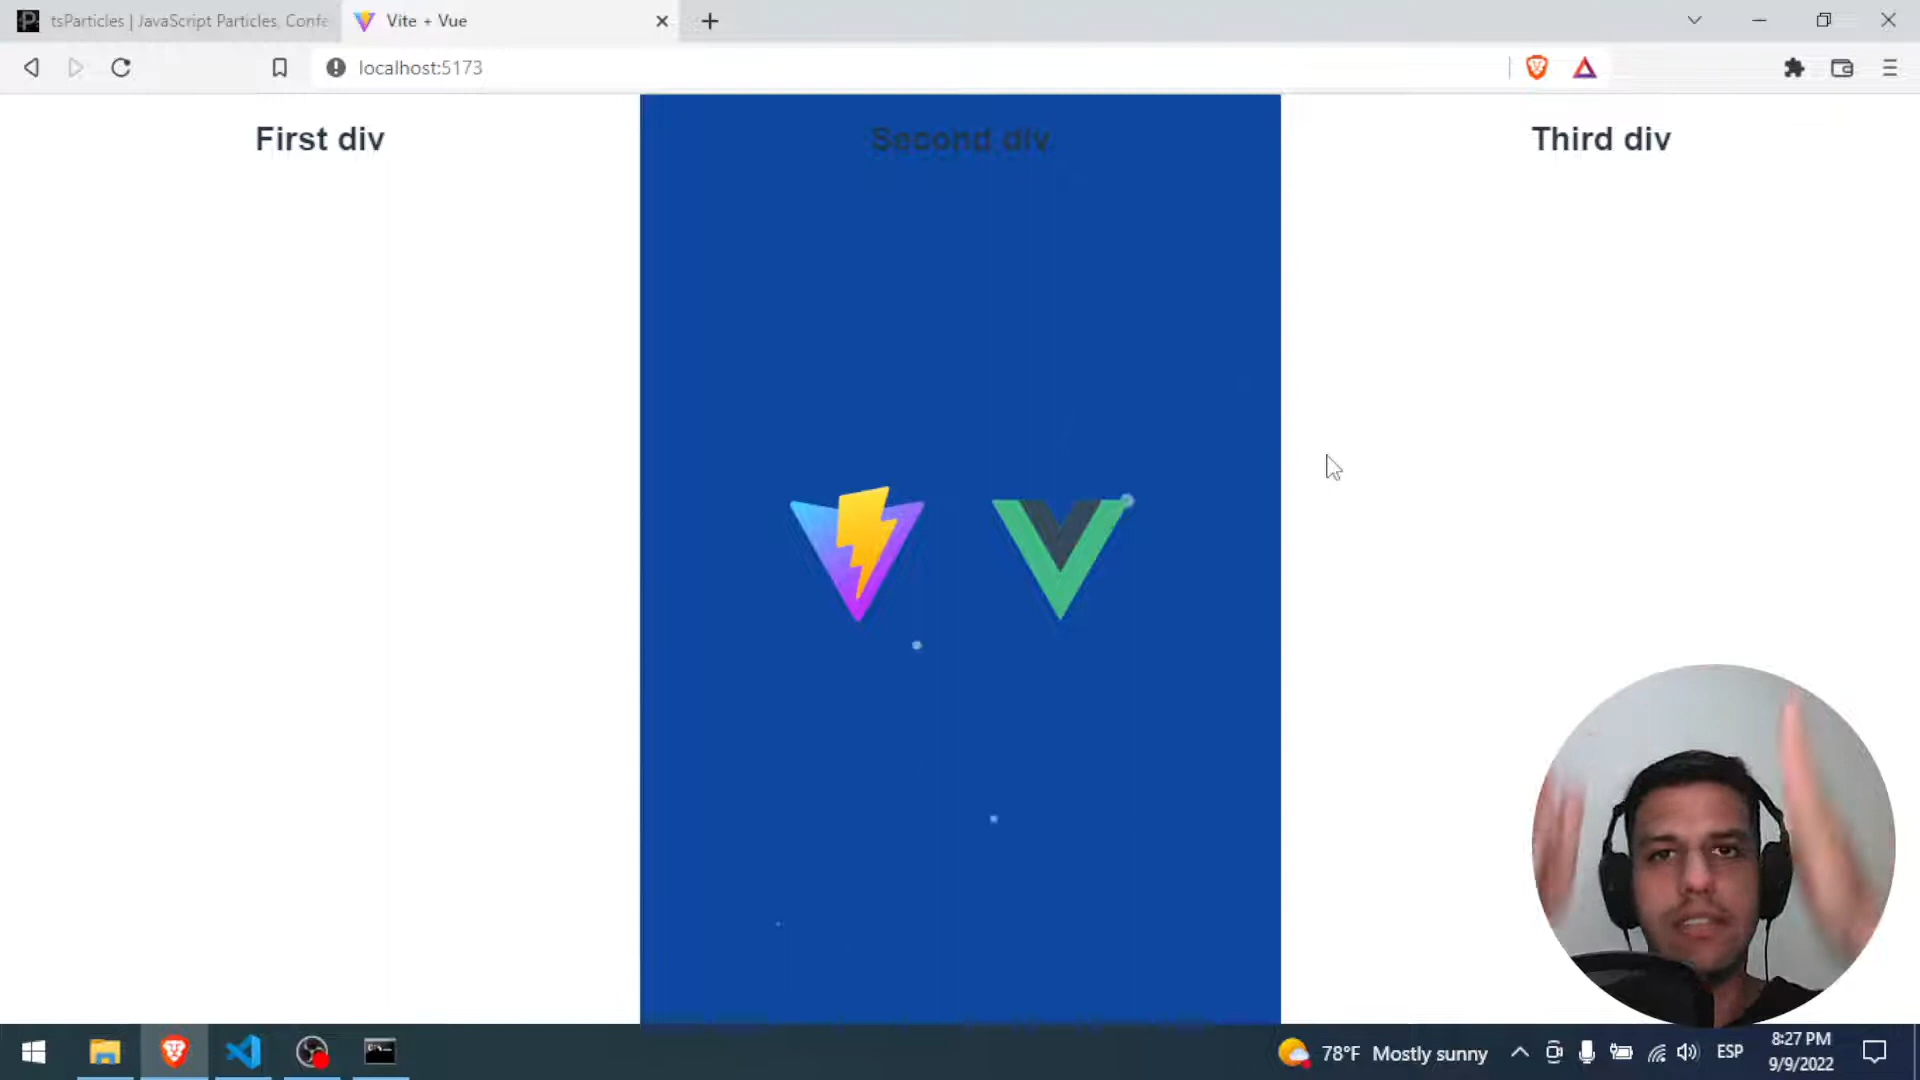 tsParticles | JavaScript Particles, Confe
Vite + Vue
localhost:5173
First div
Second div
Third div
78°F Mostly sunny
ESP
8:27 PM
9/9/2022